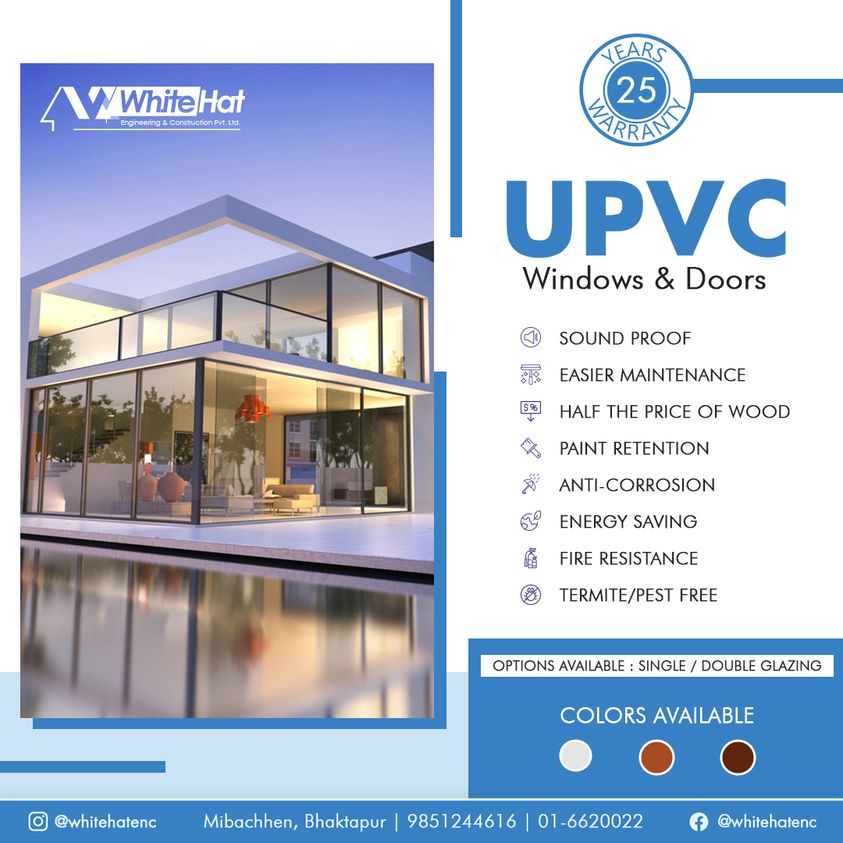 WhiteHat
Engineering & Construction Pvt. Ltd.
YEARS
25
WARRANTY
UPVC
Windows & Doors
SOUND PROOF
EASIER MAINTENANCE
$%
HALF THE PRICE OF WOOD
PAINT RETENTION
ANTI-CORROSION
ENERGY SAVING
FIRE RESISTANCE
TERMITE/PEST FREE
OPTIONS AVAILABLE : SINGLE / DOUBLE GLAZING
COLORS AVAILABLE
@whitehatenc Mibachhen, Bhaktapur | 9851244616 | 01-6620022 @whitehatenc